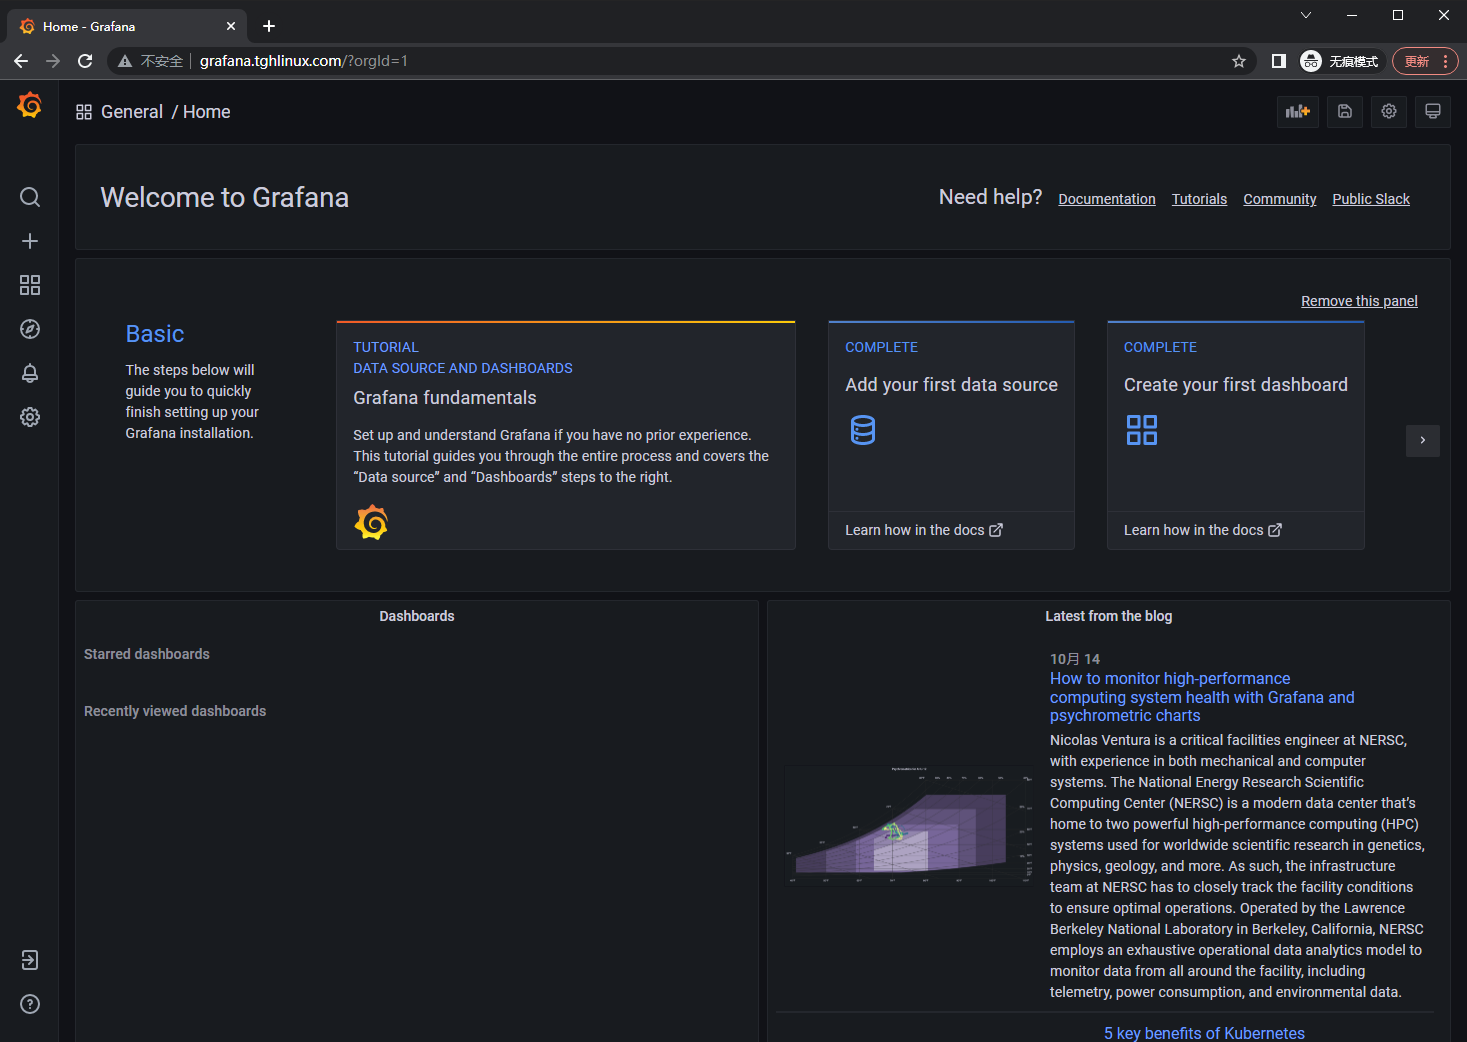 Home - Grafana
不安全
grafana.tghlinux.com/?orgId=1
无痕模式
更新
General / Home
Welcome to Grafana
Need help? Documentation Tutorials Community Public Slack
Remove this panel
Basic
The steps below will
guide you to quickly
finish setting up your
Grafana installation.
TUTORIAL
DATA SOURCE AND DASHBOARDS
Grafana fundamentals
Set up and understand Grafana if you have no prior experience.
This tutorial guides you through the entire process and covers the
“Data source” and “Dashboards” steps to the right.
COMPLETE
Add your first data source
Learn how in the docs
COMPLETE
Create your first dashboard
Learn how in the docs
Dashboards
Starred dashboards
Recently viewed dashboards
Latest from the blog
10月 14
How to monitor high-performance
computing system health with Grafana and
psychrometric charts
Nicolas Ventura is a critical facilities engineer at NERSC,
with experience in both mechanical and computer
systems. The National Energy Research Scientific
Computing Center (NERSC) is a modern data center that’s
home to two powerful high-performance computing (HPC)
systems used for worldwide scientific research in genetics,
physics, geology, and more. As such, the infrastructure
team at NERSC has to closely track the facility conditions
to ensure optimal operations. Operated by the Lawrence
Berkeley National Laboratory in Berkeley, California, NERSC
employs an exhaustive operational data analytics model to
monitor data from all around the facility, including
telemetry, power consumption, and environmental data.
5 key benefits of Kubernetes